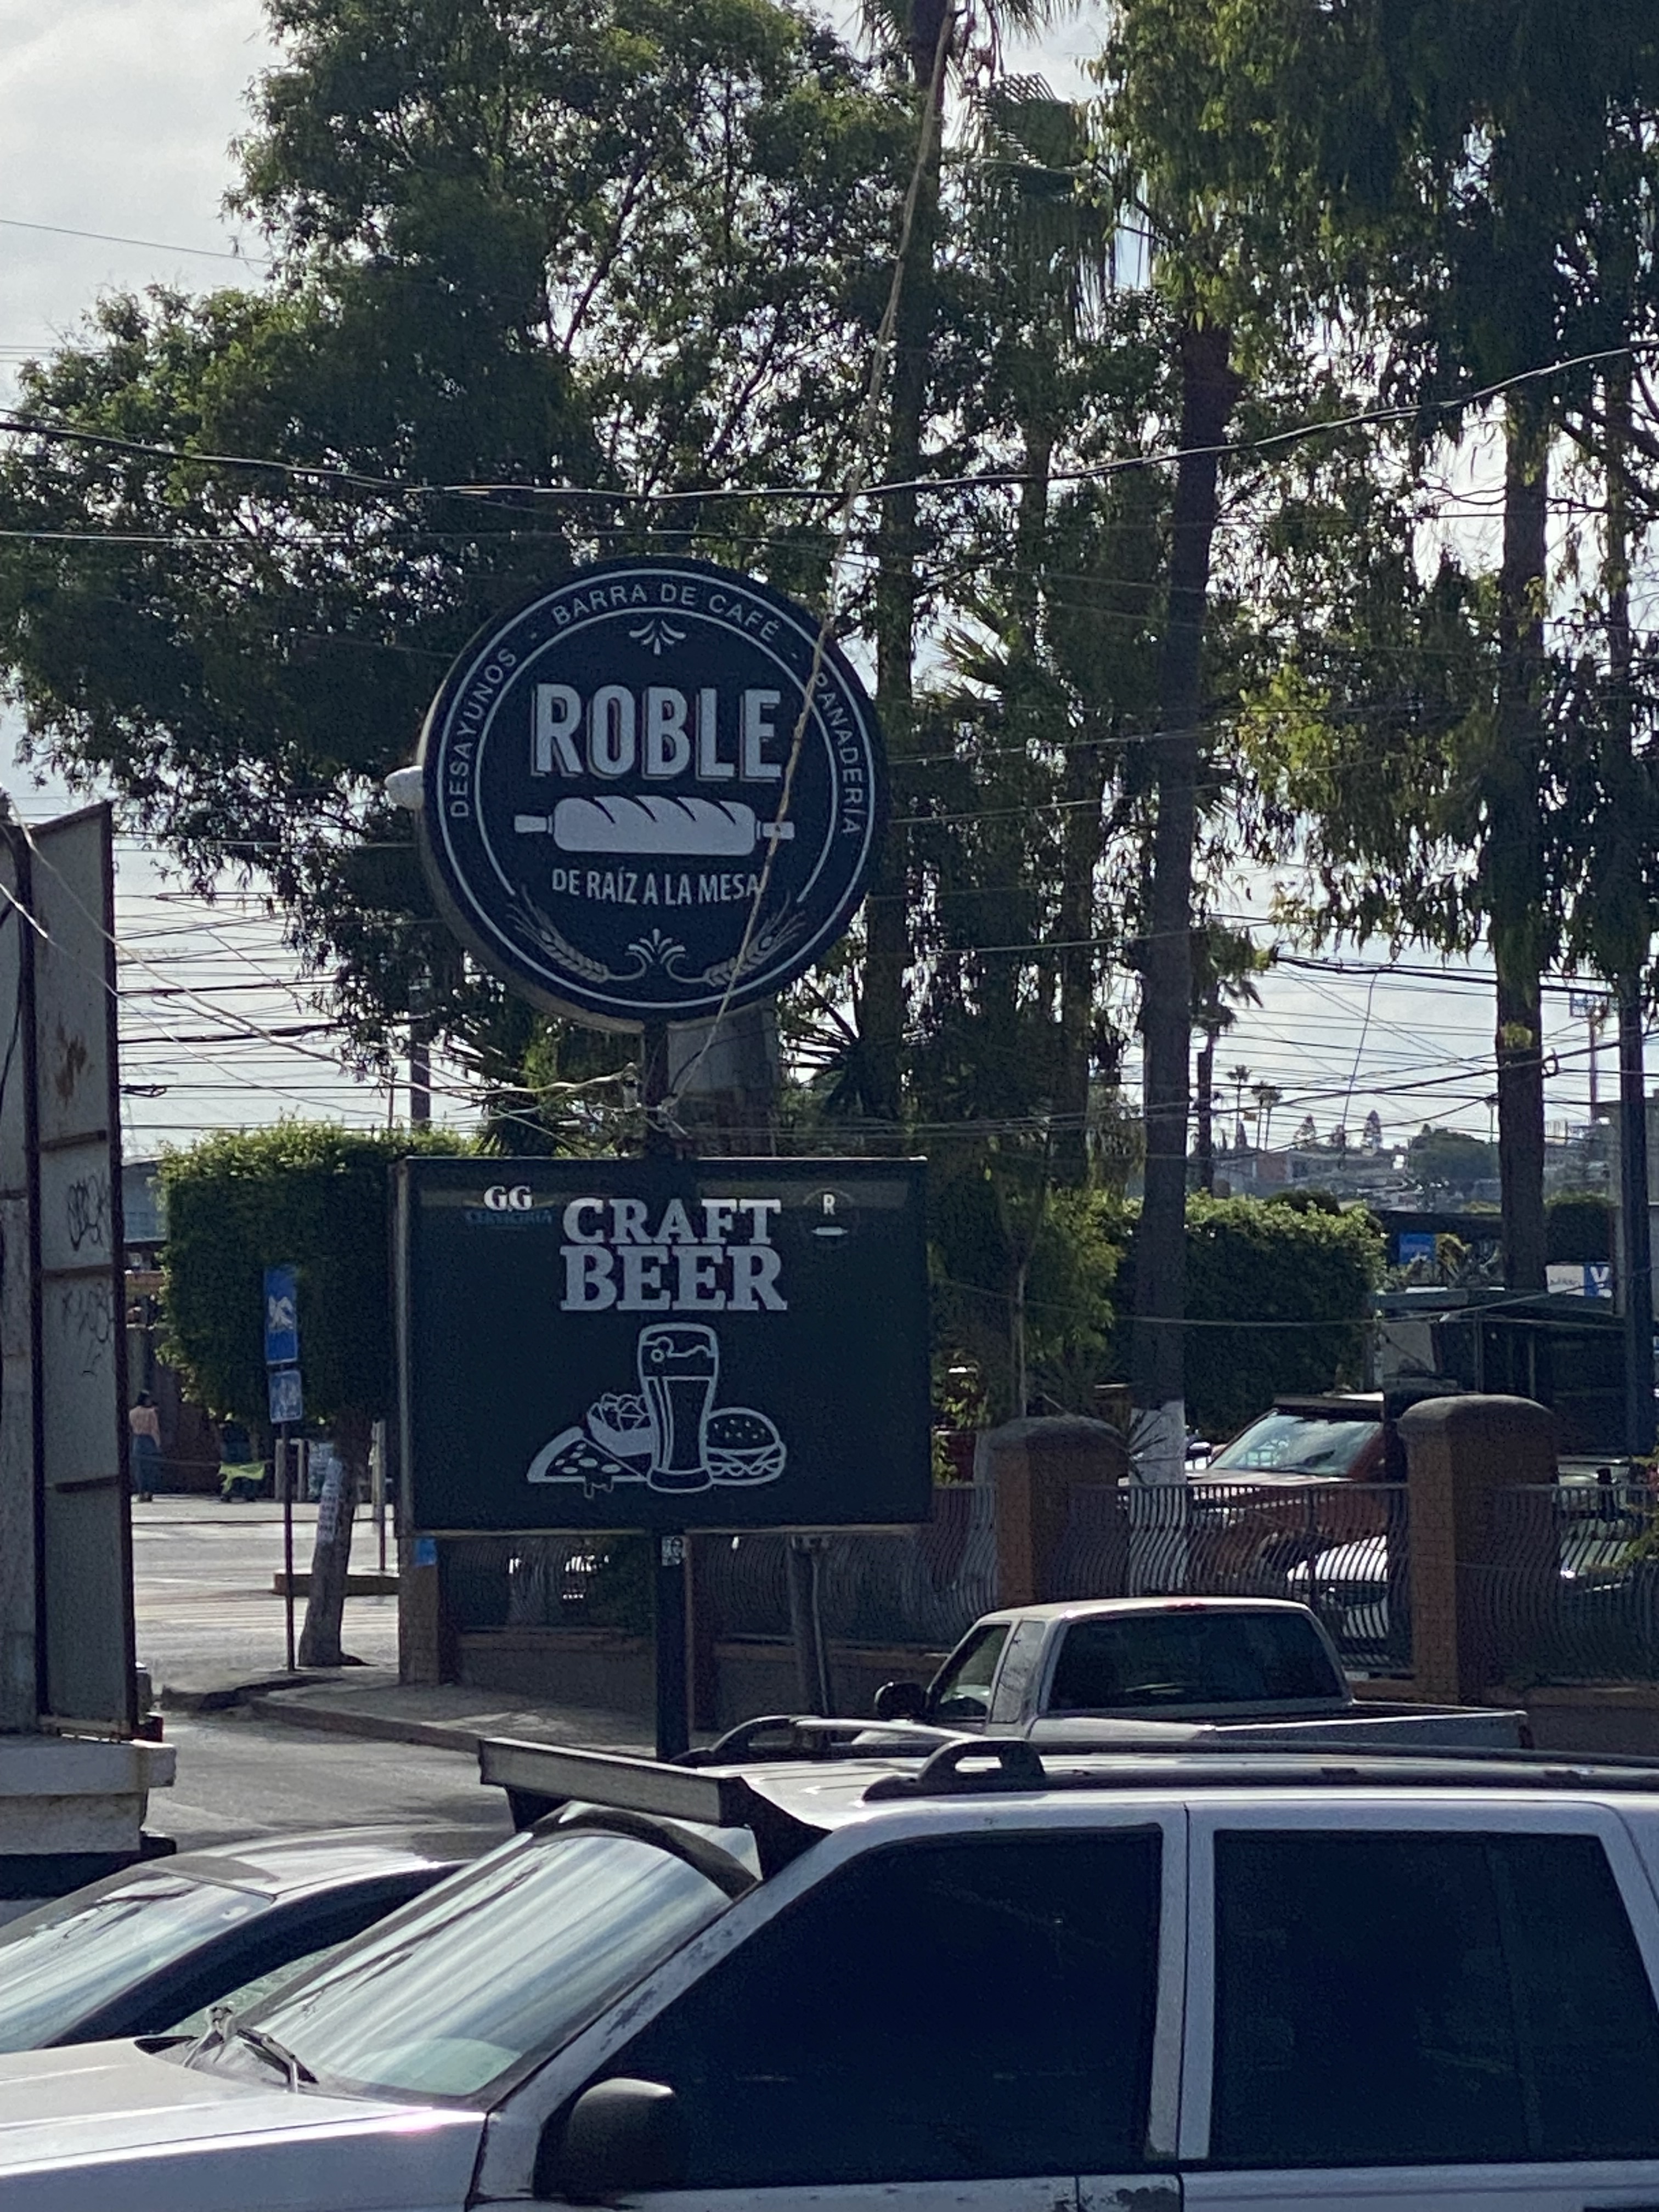 DESAYUNOS - BARRA DE CAFÉ - PANADERÍA
ROBLE
DE RAÍZ A LA MESA
GG
CERVECERÍA
CRAFT
BEER
R